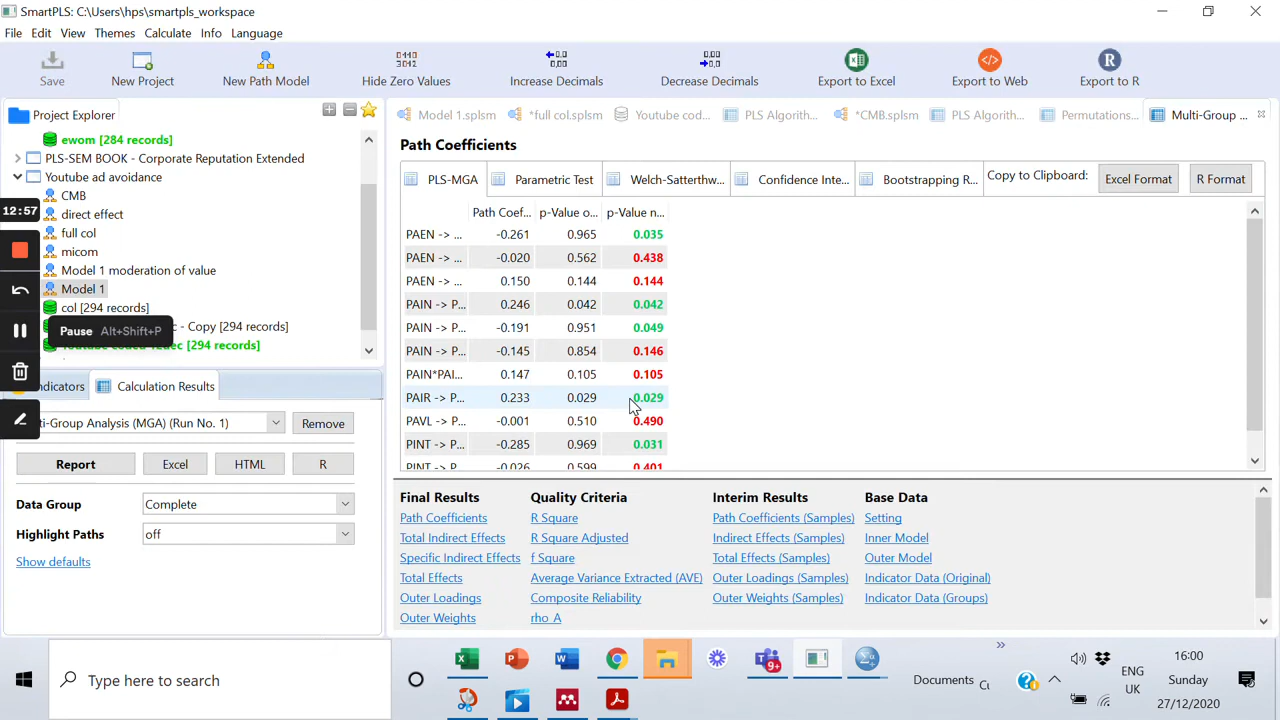 SmartPLS: C:\Users\hps\smartpls_workspace
File Edit View Themes Calculate Info Language
Save New Project New Path Model Hide Zero Values Increase Decimals Decrease Decimals Export to Excel Export to Web Export to R
Project Explorer
ewom [284 records]
PLS-SEM BOOK - Corporate Reputation Extended
Youtube ad avoidance
CMB
direct effect
full col
micom
Model 1 moderation of value
Model 1
col [294 records]
- Copy [294 records]
[294 records]
12:57
Pause Alt+Shift+P
Indicators Calculation Results
ti-Group Analysis (MGA) (Run No. 1) Remove
Report Excel HTML R
Data Group Complete
Highlight Paths off
Show defaults
Model 1.splsm *full col.splsm Youtube cod... PLS Algorith... *CMB.splsm PLS Algorith... Permutations... Multi-Group ...
Path Coefficients
PLS-MGA Parametric Test Welch-Satterthw... Confidence Inte... Bootstrapping R... Copy to Clipboard: Excel Format R Format
Path Coef... p-Value o... p-Value n...
PAEN -> ... -0.261 0.965 0.035
PAEN -> ... -0.020 0.562 0.438
PAEN -> ... 0.150 0.144 0.144
PAIN -> P... 0.246 0.042 0.042
PAIN -> P... -0.191 0.951 0.049
PAIN -> P... -0.145 0.854 0.146
PAIN*PAI... 0.147 0.105 0.105
PAIR -> P... 0.233 0.029 0.029
PAVL -> P... -0.001 0.510 0.490
PINT -> P... -0.285 0.969 0.031
PINT -> P... -0.026 0.599 0.401
Final Results Quality Criteria Interim Results Base Data
Path Coefficients R Square Path Coefficients (Samples) Setting
Total Indirect Effects R Square Adjusted Indirect Effects (Samples) Inner Model
Specific Indirect Effects f Square Total Effects (Samples) Outer Model
Total Effects Average Variance Extracted (AVE) Outer Loadings (Samples) Indicator Data (Original)
Outer Loadings Composite Reliability Outer Weights (Samples) Indicator Data (Groups)
Outer Weights rho_A
Type here to search
9+
Documents
ENG
UK
16:00
Sunday
27/12/2020